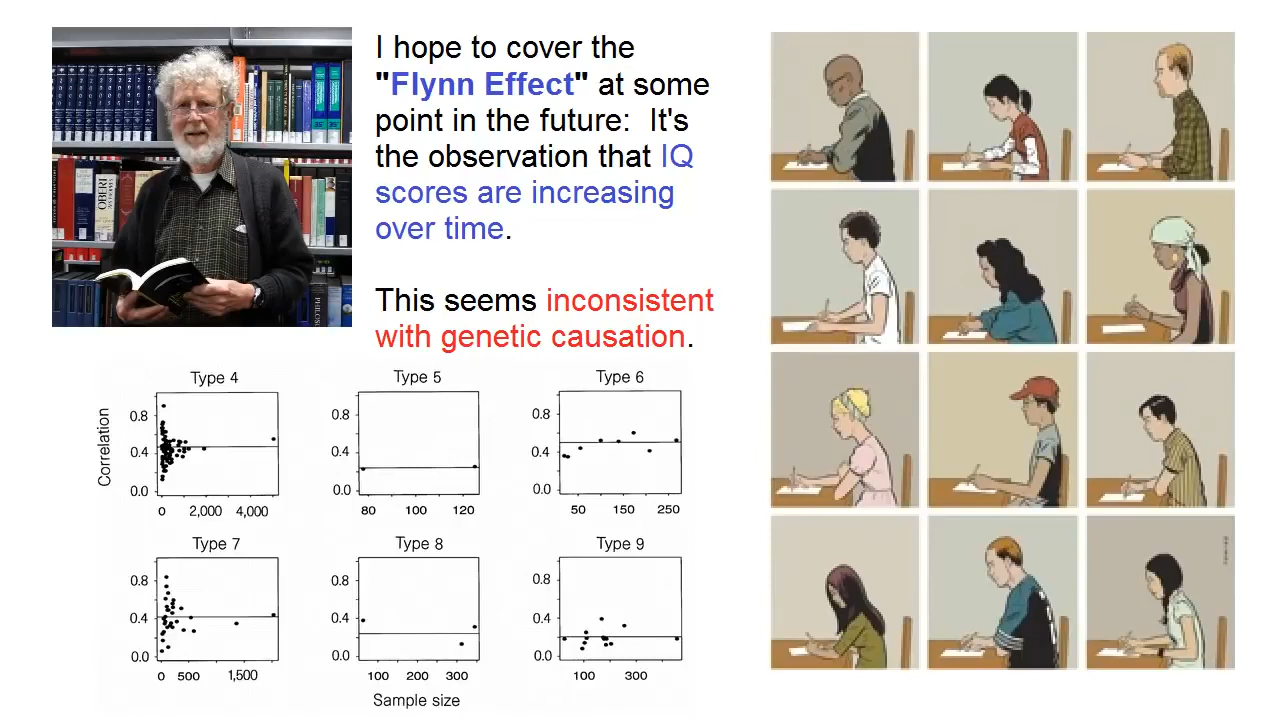 I hope to cover the
"Flynn Effect" at some
point in the future:  It's
the observation that IQ
scores are increasing
over time.
This seems inconsistent
with genetic causation.
OBERT
PHILOS
Type 4
Type 5
Type 6
Correlation
0.8
0.4
0.0
0 2,000 4,000
0.8
0.4
0.0
80 100 120
0.8
0.4
0.0
50 150 250
Type 7
Type 8
Type 9
0.8
0.4
0.0
0 500 1,500
0.8
0.4
0.0
100 200 300
0.8
0.4
0.0
100 300
Sample size